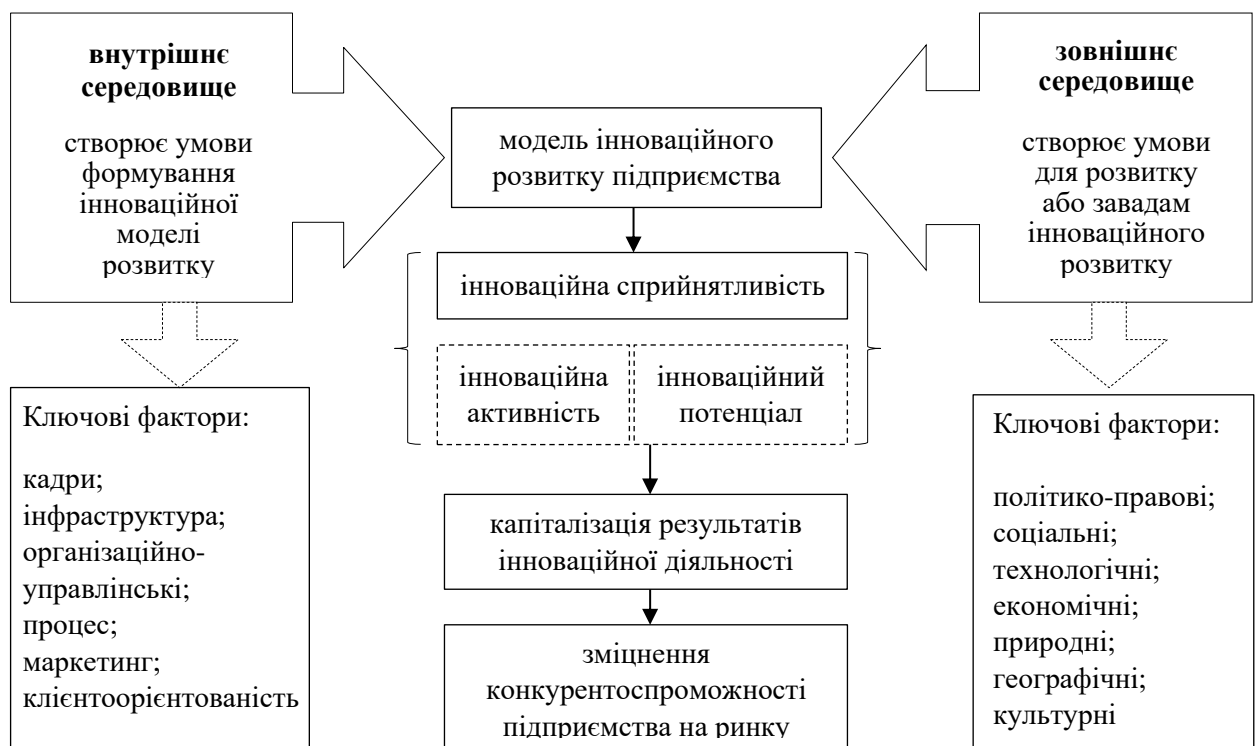 внутрішнє
середовище
створює умови
формування
інноваційної
моделі
розвитку
Ключові фактори:
кадри;
інфраструктура;
організаційно-
управлінські;
процес;
маркетинг;
клієнтоорієнтованість
модель інноваційного
розвитку підприємства
інноваційна сприйнятливість
інноваційна
активність
інноваційний
потенціал
капіталізація результатів
інноваційної діяльності
зміцнення
конкурентоспроможності
підприємства на ринку
зовнішнє
середовище
створює умови
для розвитку
або завадам
інноваційного
розвитку
Ключові фактори:
політико-правові;
соціальні;
технологічні;
економічні;
природні;
географічні;
культурні